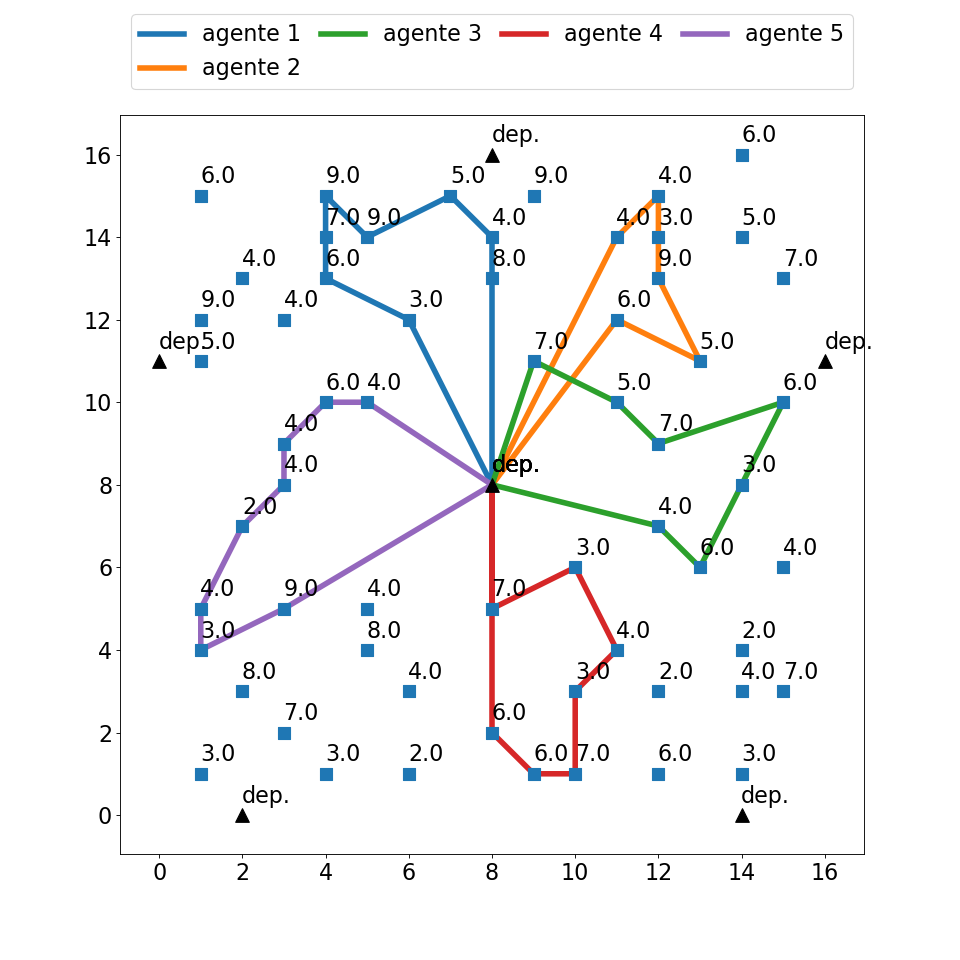 agente 1 agente 3 agente 4 agente 5
agente 2
16 dep. 6.0
6.0 9.0 5.0 9.0 4.0
14 7.0 9.0 4.0 4.0 3.0 5.0
4.0 6.0 8.0 9.0 7.0
12 9.0 4.0 3.0 6.0
dep. 5.0 7.0 5.0 dep.
10 6.0 4.0 5.0 6.0
4.0 7.0
8 4.0 dep. 3.0
2.0 4.0
6 3.0 6.0 4.0
4.0 9.0 4.0 7.0
4 3.0 8.0 4.0 2.0
8.0 4.0 3.0 2.0 4.0 7.0
2 7.0 6.0
3.0 3.0 2.0 6.0 7.0 6.0 3.0
0 dep. dep.
0 2 4 6 8 10 12 14 16